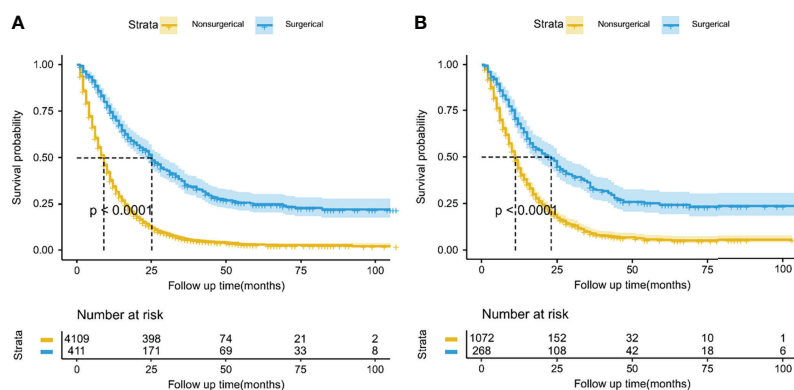 A
Strata Nonsurgerical Surgerical
1.00
0.75
0.50
0.25
0.00
Survival probability
p < 0.0001
0 25 50 75 100
Follow up time(months)
Number at risk
Strata
4109 398 74 21 2
411 171 69 33 8
0 25 50 75 100
Follow up time(months)
B
Strata Nonsurgerical Surgerical
1.00
0.75
0.50
0.25
0.00
Survival probability
p < 0.0001
0 25 50 75 100
Follow up time(months)
Number at risk
Strata
1072 152 32 10 1
268 108 42 18 6
0 25 50 75 100
Follow up time(months)